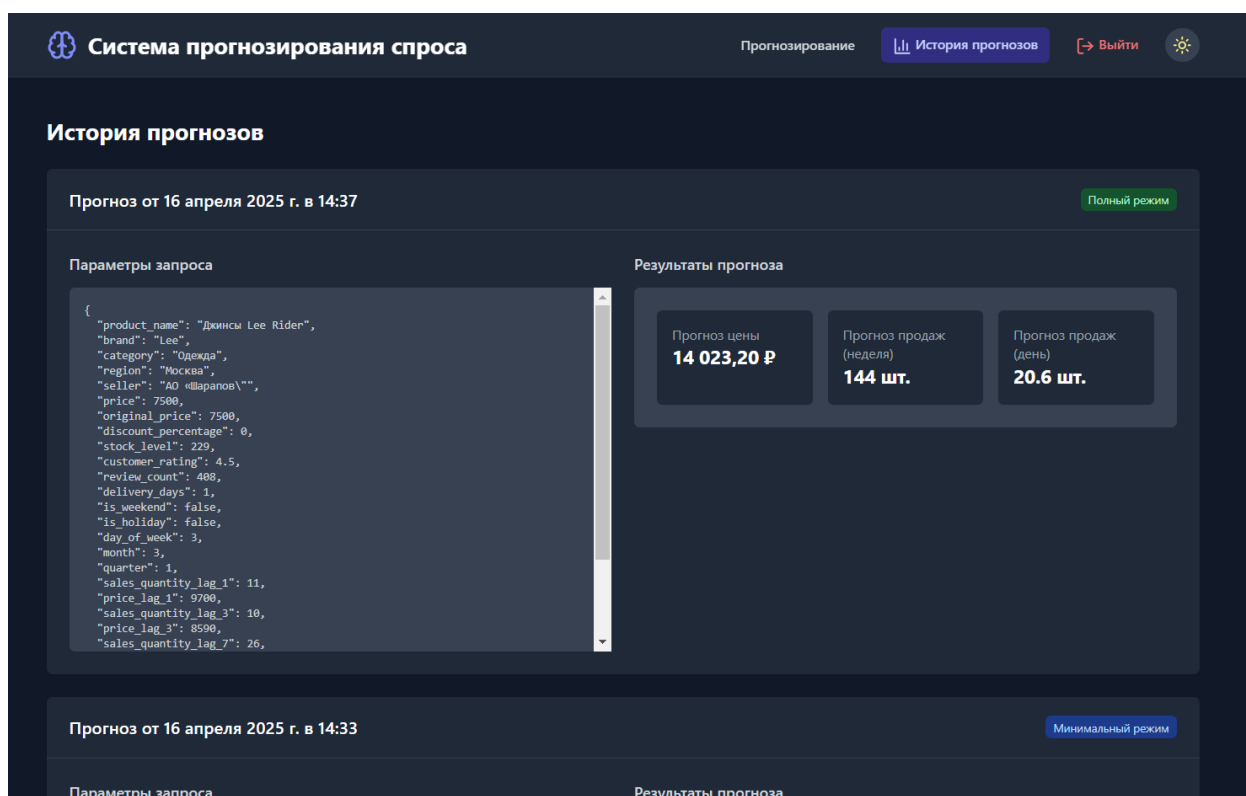 Система прогнозирования спроса
Прогнозирование
История прогнозов
Выйти
История прогнозов
Прогноз от 16 апреля 2025 г. в 14:37
Полный режим
Параметры запроса
{
"product_name": "Джинсы Lee Rider",
"brand": "Lee",
"category": "Одежда",
"region": "Москва",
"seller": "АО «Шарапов\"",
"price": 7500,
"original_price": 7500,
"discount_percentage": 0,
"stock_level": 229,
"customer_rating": 4.5,
"review_count": 408,
"delivery_days": 1,
"is_weekend": false,
"is_holiday": false,
"day_of_week": 3,
"month": 3,
"quarter": 1,
"sales_quantity_lag_1": 11,
"price_lag_1": 9700,
"sales_quantity_lag_3": 10,
"price_lag_3": 8590,
"sales_quantity_lag_7": 26,
Результаты прогноза
Прогноз цены
14 023,20 ₽
Прогноз продаж
(неделя)
144 шт.
Прогноз продаж
(день)
20.6 шт.
Прогноз от 16 апреля 2025 г. в 14:33
Минимальный режим
Параметры запроса
Результаты прогноза